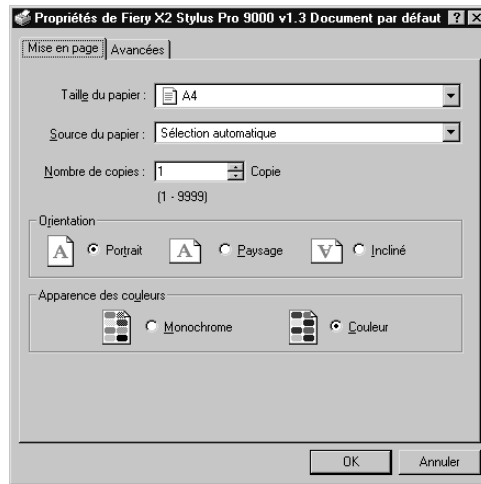 Propriétés de Fiery X2 Stylus Pro 9000 v1.3 Document par défaut
Mise en page Avancées
Taille du papier : A4
Source du papier : Sélection automatique
Nombre de copies : 1 Copie
(1 - 9999)
Orientation
A Portrait A Paysage A Incliné
Apparence des couleurs
Monochrome Couleur
OK Annuler